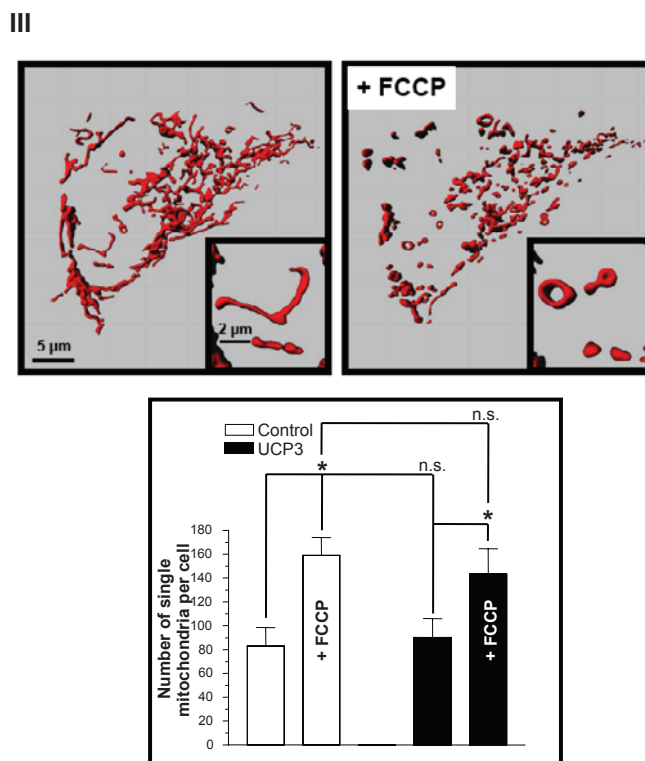 III
+ FCCP
5 µm
2 µm
n.s.
Control
UCP3
*
n.s.
*
Number of single
mitochondria per cell
180
160
140
120
100
80
60
40
20
0
+ FCCP
+ FCCP